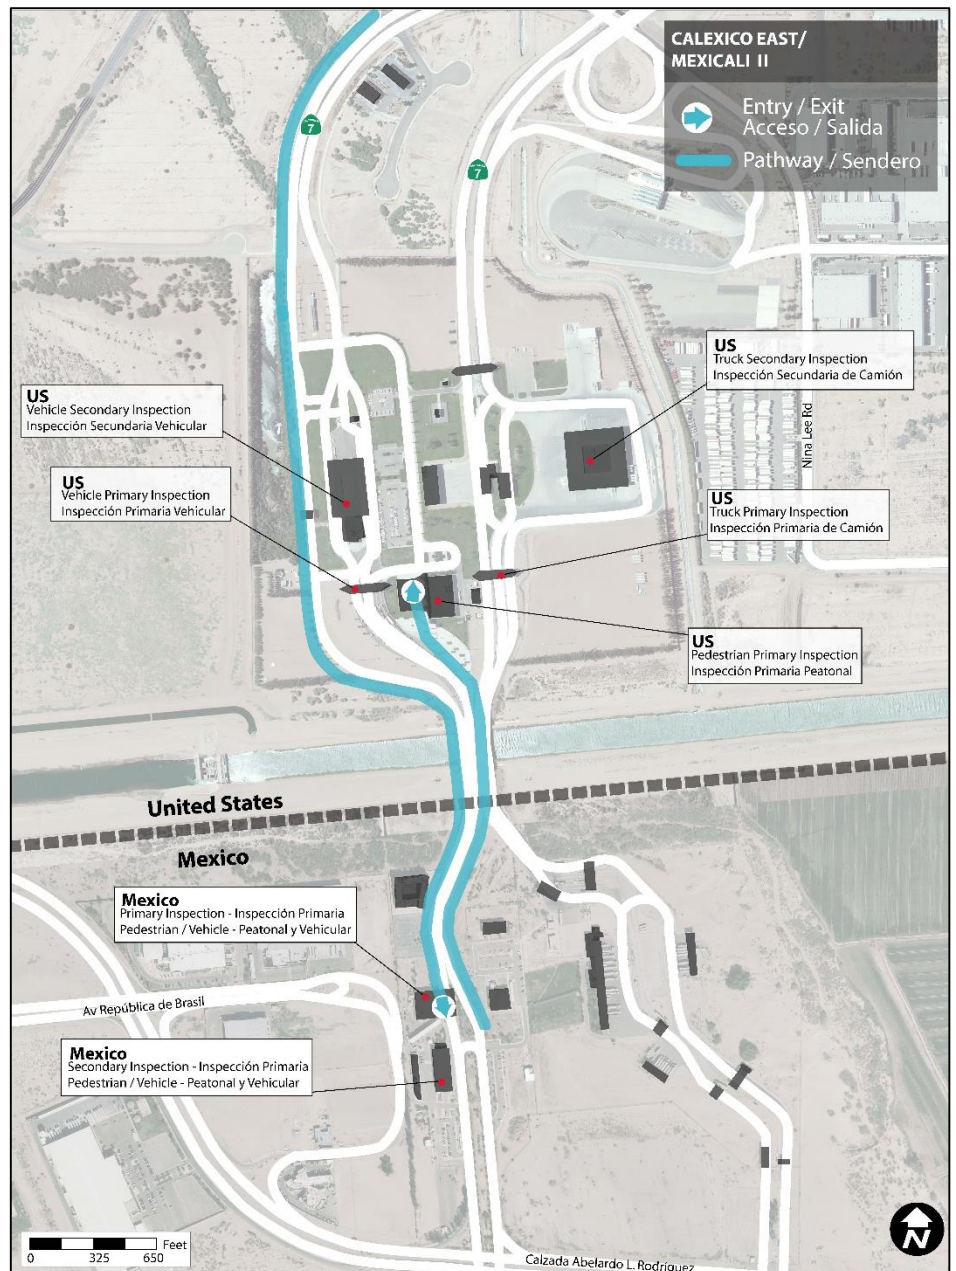 CALEXICO EAST/
MEXICALI II
Entry / Exit
Acceso / Salida
Pathway / Sendero
7
7
US
Truck Secondary Inspection
Inspección Secundaria de Camión
US
Vehicle Secondary Inspection
Inspección Secundaria Vehicular
Nina Lee Rd
US
Vehicle Primary Inspection
Inspección Primaria Vehicular
US
Truck Primary Inspection
Inspección Primaria de Camión
US
Pedestrian Primary Inspection
Inspección Primaria Peatonal
United States
Mexico
Mexico
Primary Inspection - Inspección Primaria
Pedestrian / Vehicle - Peatonal y Vehicular
Av República de Brasil
Mexico
Secondary Inspection - Inspección Primaria
Pedestrian / Vehicle - Peatonal y Vehicular
N
Feet
0 325 650
Calzada Abelardo L. Rodríguez